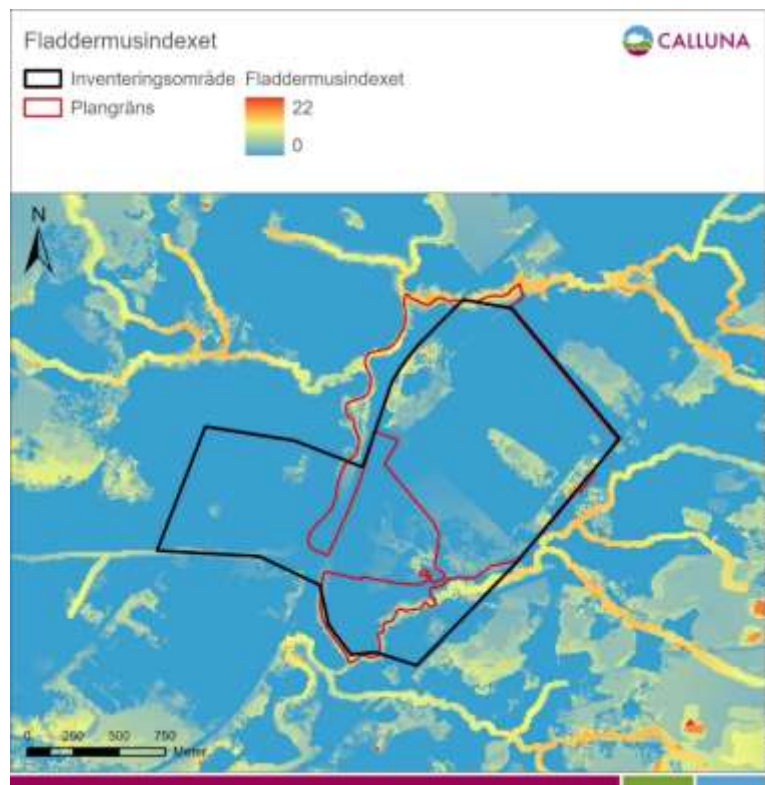 Fladdermusindexet
CALLUNA
Inventeringsområde Fladdermusindexet
Plangräns
22
0
N
0 250 500 750
Meter